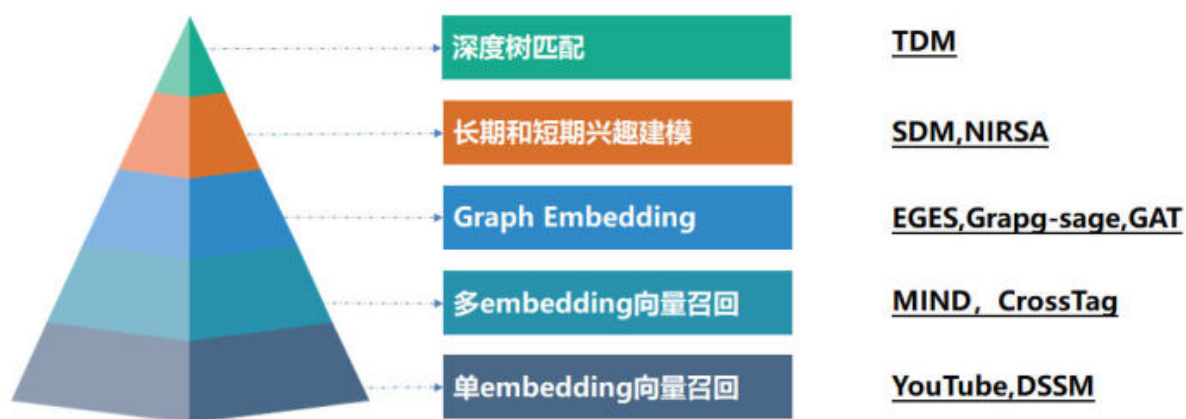 深度树匹配 TDM
长期和短期兴趣建模 SDM,NIRSA
Graph Embedding EGES,Grapg-sage,GAT
多embedding向量召回 MIND，CrossTag
单embedding向量召回 YouTube,DSSM